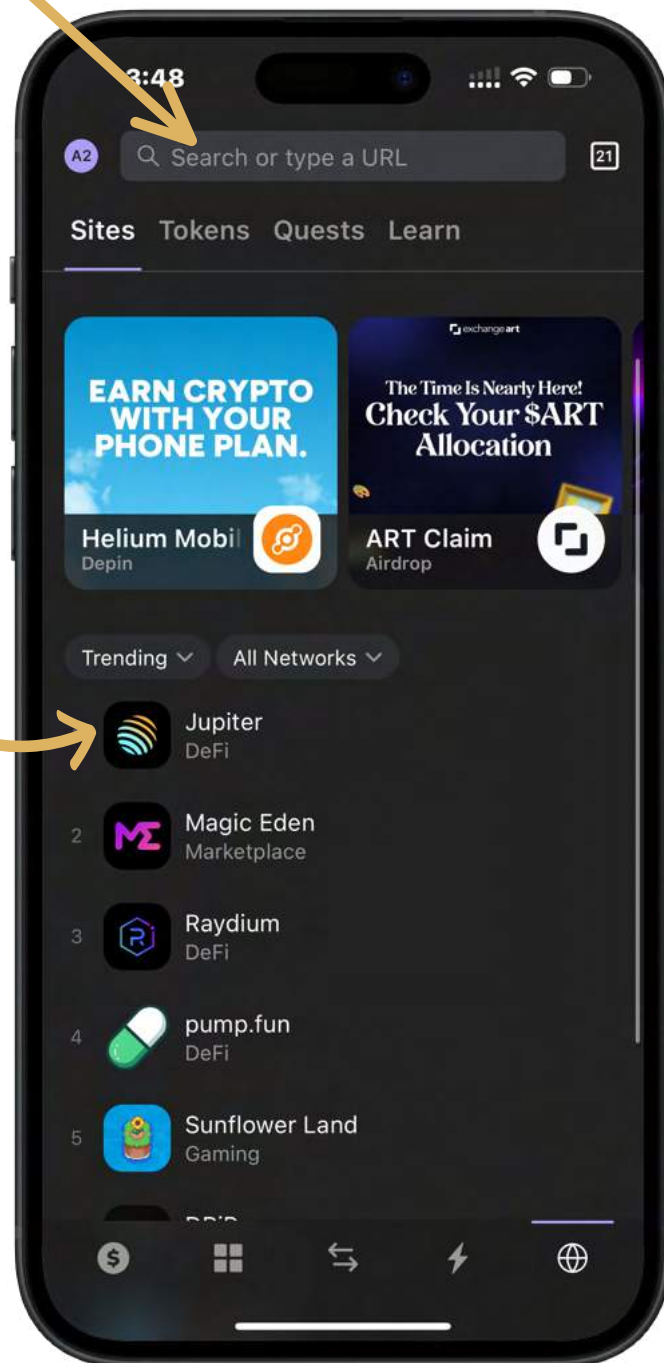 3:48
A2
Search or type a URL
21
Sites Tokens Quests Learn
EARN CRYPTO
WITH YOUR
PHONE PLAN.
Helium Mobil
Depin
exchange art
The Time Is Nearly Here!
Check Your $ART
Allocation
ART Claim
Airdrop
Trending
All Networks
Jupiter
DeFi
2
ME
Magic Eden
Marketplace
3
R
Raydium
DeFi
4
pump.fun
DeFi
5
Sunflower Land
Gaming
$